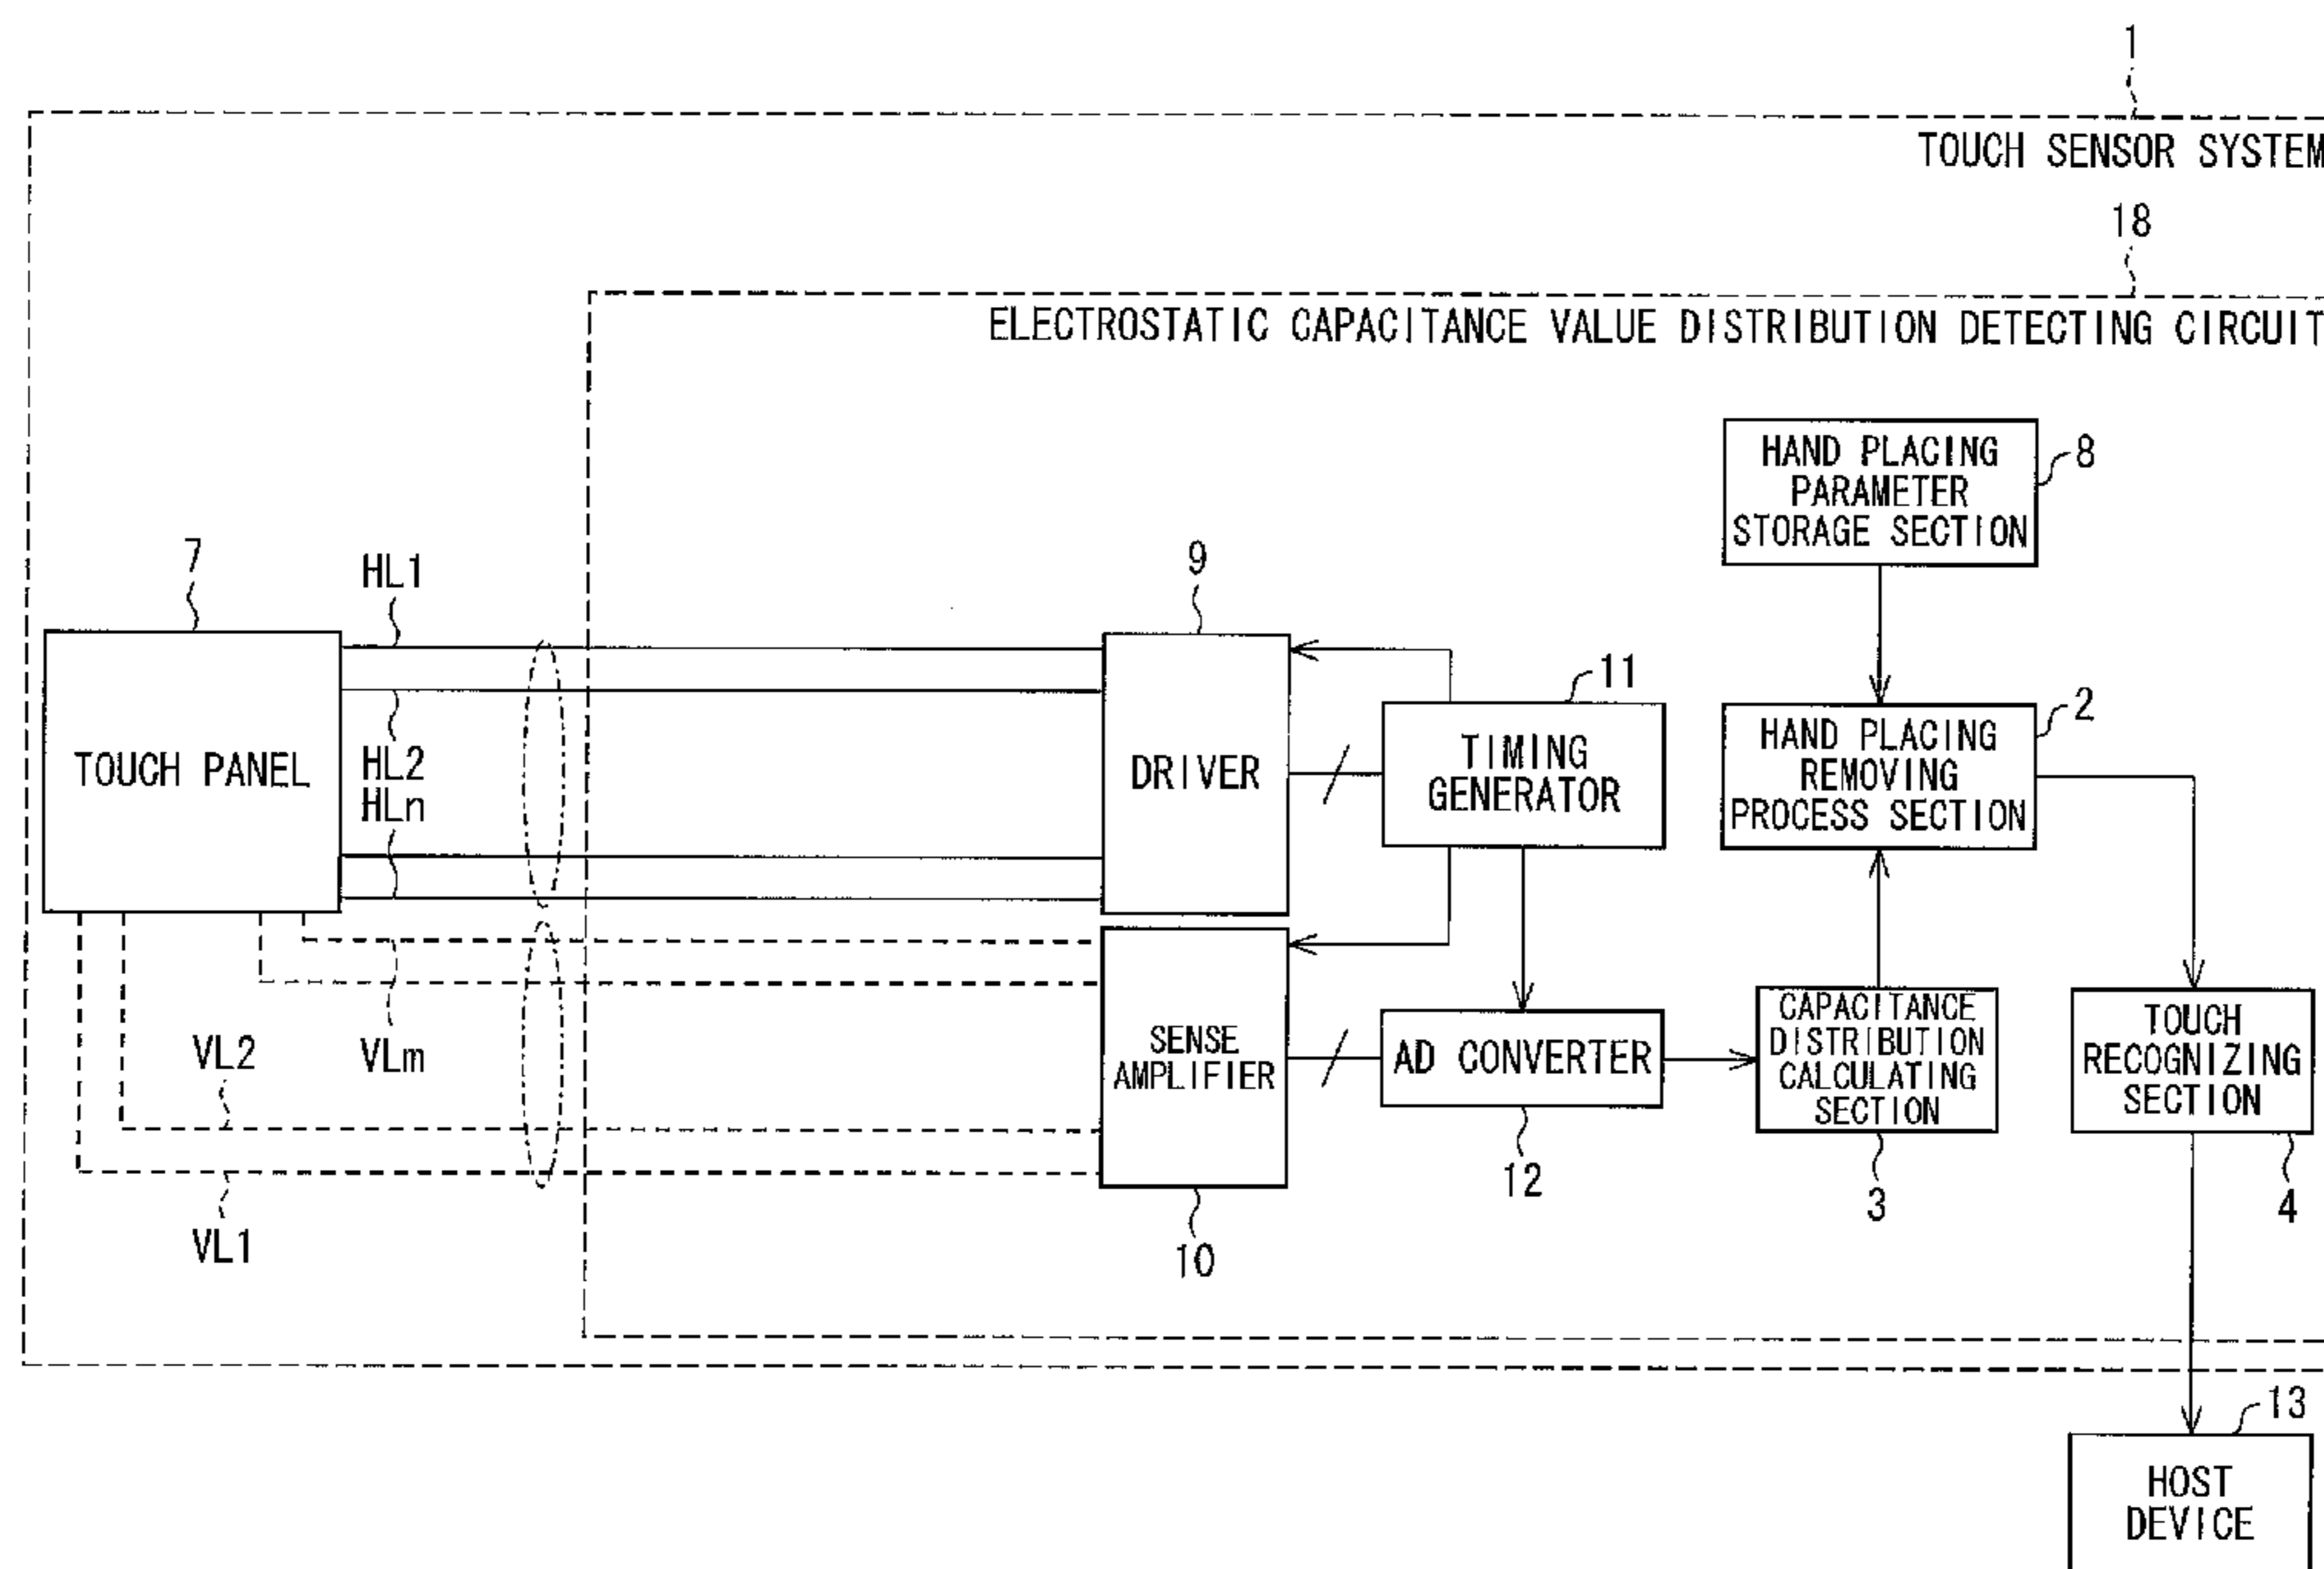 1
TOUCH SENSOR SYSTEM
18
ELECTROSTATIC CAPACITANCE VALUE DISTRIBUTION DETECTING CIRCUIT
HAND PLACING
PARAMETER
STORAGE SECTION
8
7
HL1
9
11
2
TOUCH PANEL
HL2
HLn
DRIVER
TIMING
GENERATOR
HAND PLACING
REMOVING
PROCESS SECTION
VL2
VLm
SENSE
AMPLIFIER
AD CONVERTER
CAPACITANCE
DISTRIBUTION
CALCULATING
SECTION
TOUCH
RECOGNIZING
SECTION
VL1
10
12
3
4
13
HOST
DEVICE